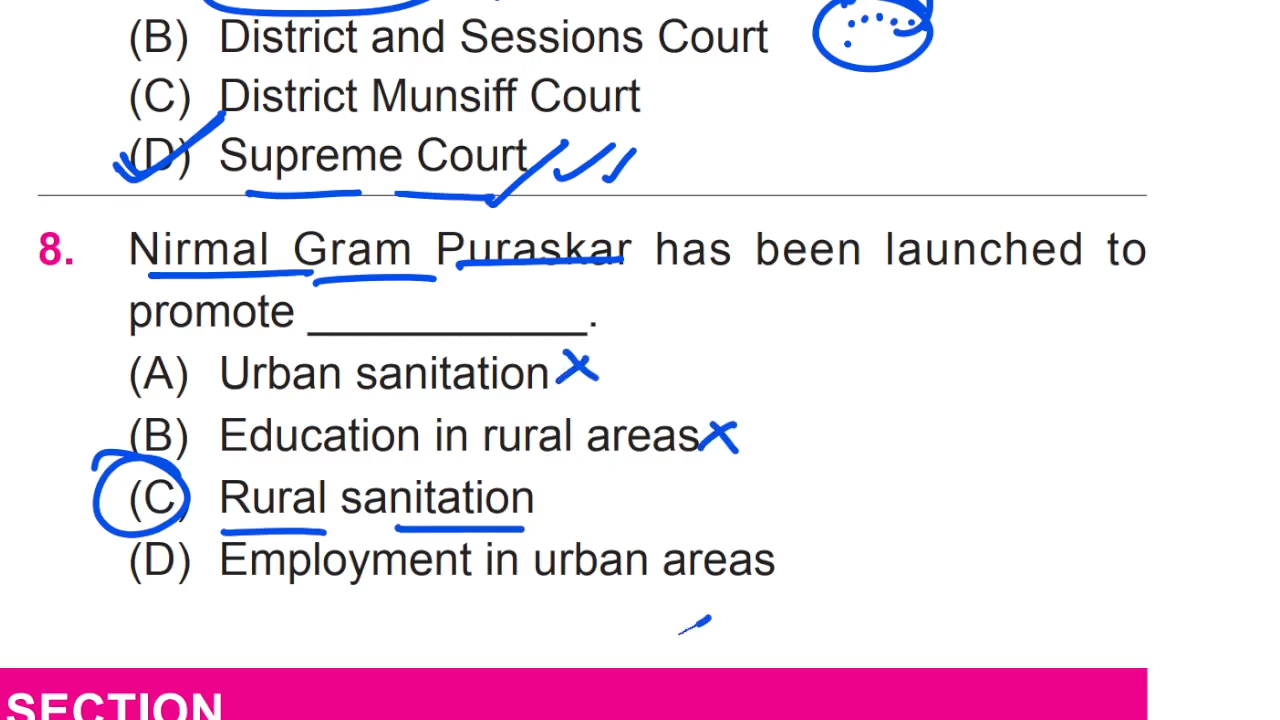 (B) District and Sessions Court
(C) District Munsiff Court
(D) Supreme Court
8. Nirmal Gram Puraskar has been launched to
promote ____________.
(A) Urban sanitation
(B) Education in rural areas
(C) Rural sanitation
(D) Employment in urban areas
SECTION